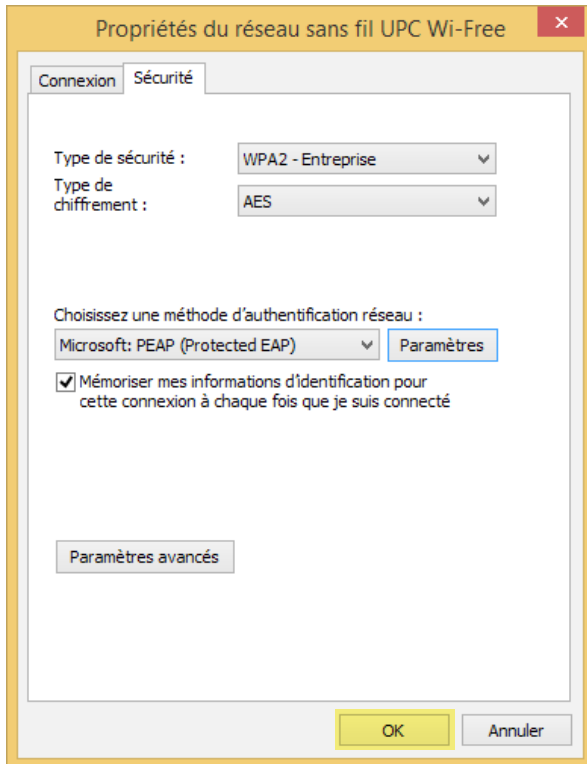 Propriétés du réseau sans fil UPC Wi-Free
Connexion
Sécurité
Type de sécurité :
WPA2 - Entreprise
Type de
chiffrement :
AES
Choisissez une méthode d'authentification réseau :
Microsoft: PEAP (Protected EAP)
Paramètres
Mémoriser mes informations d'identification pour
cette connexion à chaque fois que je suis connecté
Paramètres avancés
OK
Annuler